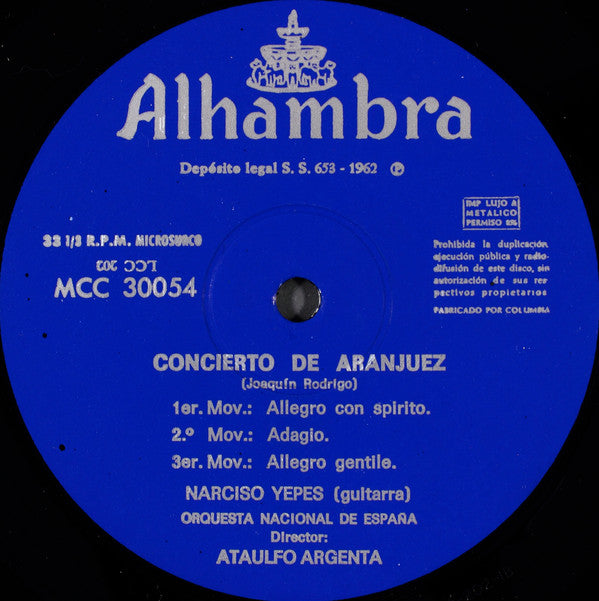 Alhambra
Depósito legal S. S. 653 - 1962 Ⓟ
IMP LUJO A
METALICO
PERMISO 2%
33 1/3 R.P.M. MICROSURCO
LCC 202
MCC 30054
Prohibida la duplicación,
ejecución pública y radio-
difusión de este disco, sin
autorización de sus res-
pectivos propietarios
FABRICADO POR COLUMBIA
CONCIERTO DE ARANJUEZ
(Joaquín Rodrigo)
1er. Mov.: Allegro con spirito.
2.º Mov.: Adagio.
3er. Mov.: Allegro gentile.
NARCISO YEPES (guitarra)
ORQUESTA NACIONAL DE ESPAÑA
Director:
ATAULFO ARGENTA